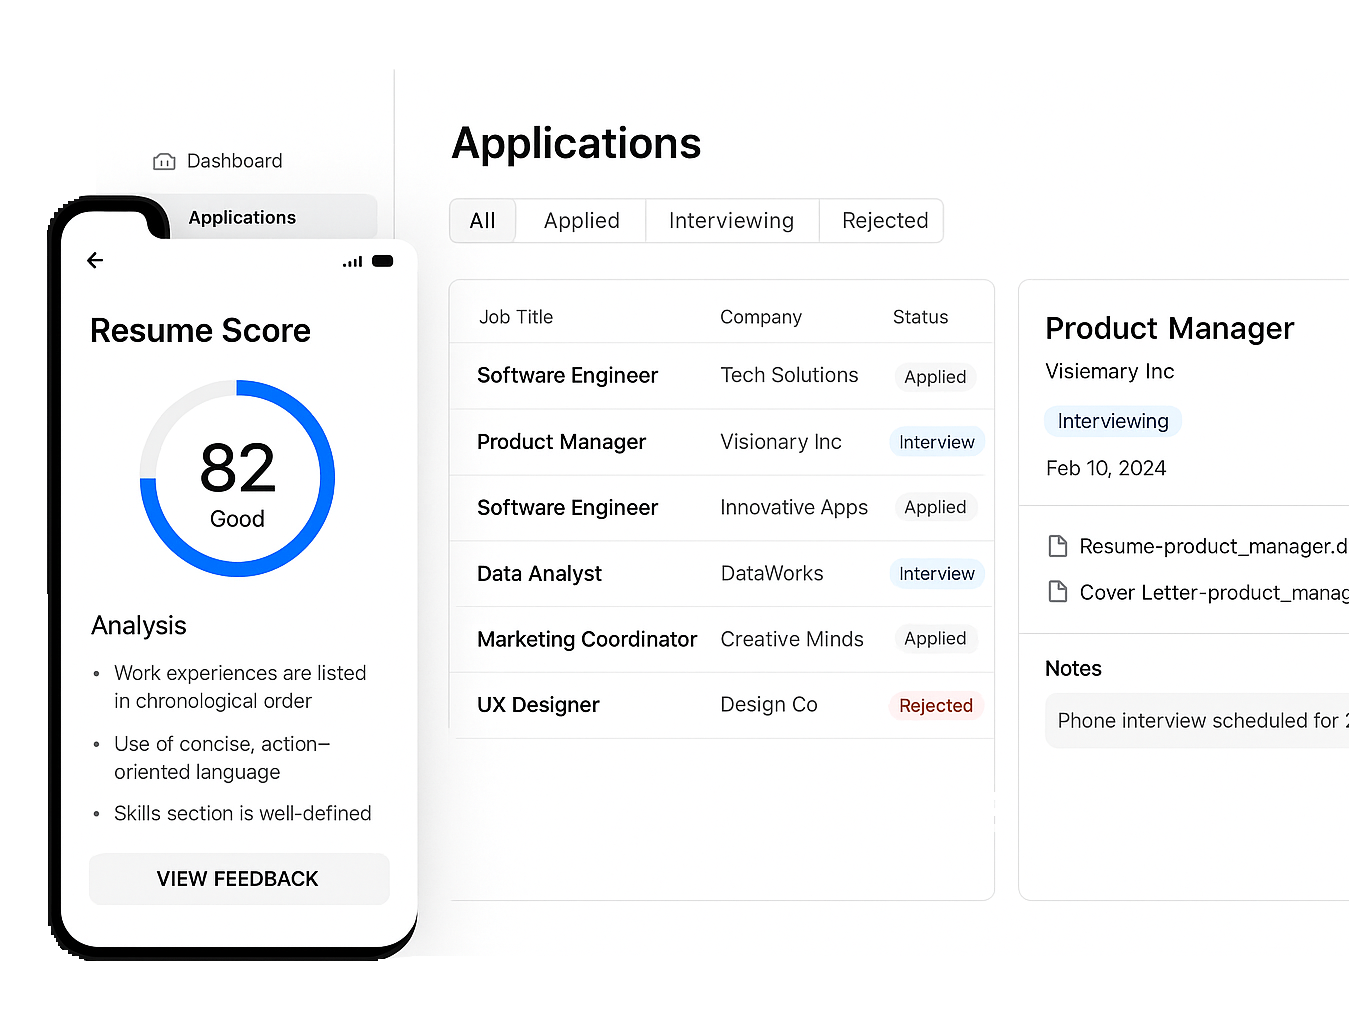 Dashboard
Applications
Resume Score
82
Good
Analysis
• Work experiences are listed
in chronological order
• Use of concise, action–
oriented language
• Skills section is well-defined
VIEW FEEDBACK
Applications
All Applied Interviewing Rejected
Job Title Company Status
Software Engineer Tech Solutions Applied
Product Manager Visionary Inc Interview
Software Engineer Innovative Apps Applied
Data Analyst DataWorks Interview
Marketing Coordinator Creative Minds Applied
UX Designer Design Co Rejected
Product Manager
Visiemary Inc
Interviewing
Feb 10, 2024
Resume-product_manager.d
Cover Letter-product_manag
Notes
Phone interview scheduled for